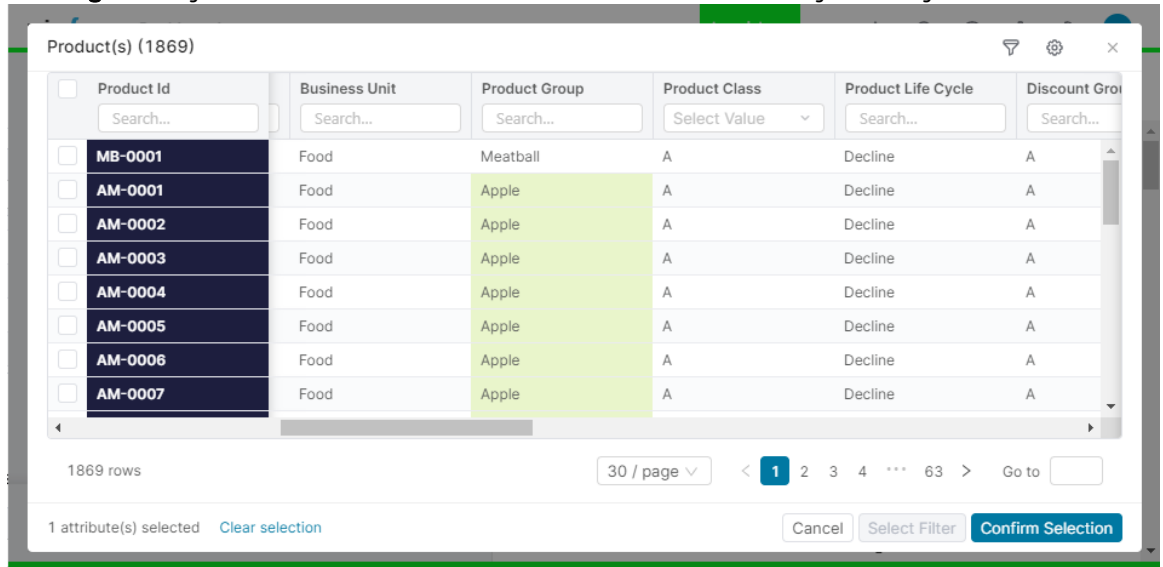 Product(s) (1869)
Product Id Business Unit Product Group Product Class Product Life Cycle Discount Grou
Search... Search... Search... Select Value Search... Search...
MB-0001 Food Meatball A Decline A
AM-0001 Food Apple A Decline A
AM-0002 Food Apple A Decline A
AM-0003 Food Apple A Decline A
AM-0004 Food Apple A Decline A
AM-0005 Food Apple A Decline A
AM-0006 Food Apple A Decline A
AM-0007 Food Apple A Decline A
1869 rows 30 / page < 1 2 3 4 ··· 63 > Go to
1 attribute(s) selected Clear selection Cancel Select Filter Confirm Selection